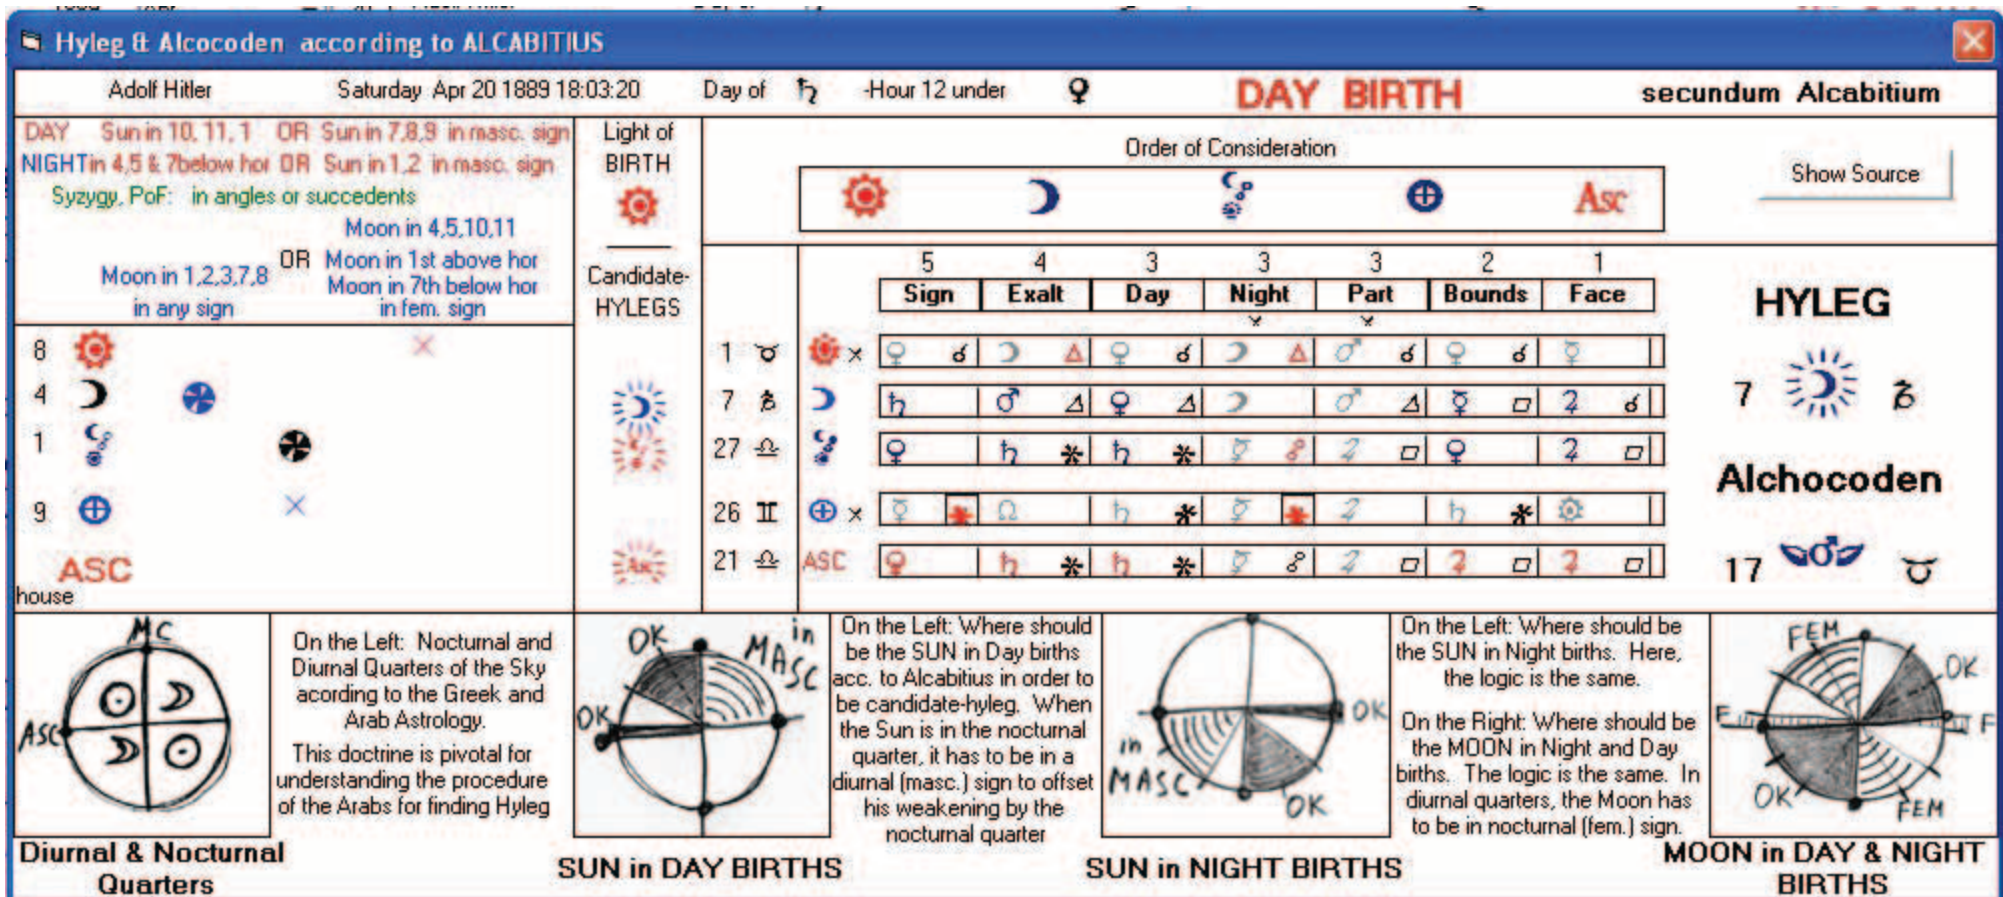 Hyleg & Alcocoden according to ALCABITIUS
Adolf Hitler Saturday Apr 20 1889 18:03:20 Day of ♄ -Hour 12 under ♀ DAY BIRTH secundum Alcabitium
DAY Sun in 10, 11, 1 OR Sun in 7,8,9 in masc. sign
NIGHT in 4,5 & 7below hor OR Sun in 1,2 in masc. sign
Syzygy, PoF: in angles or succedents
Moon in 1,2,3,7,8
in any sign
OR
Moon in 4,5,10,11
Moon in 1st above hor
Moon in 7th below hor
in fem. sign
Light of
BIRTH
Candidate-
HYLEGS
Order of Consideration
☽ ⊕ Asc
Show Source
5 4 3 3 3 2 1
Sign Exalt Day Night Part Bounds Face
8
4
1
9
ASC
house
Asc
1 ♉ ♀ ☌ ☽ △ ♀ ☌ ☽ △ ♂ ☌ ♀ ☌ ☿
7 ☽ ♄ ♂ △ ♀ △ ☽ ♂ △ ☿ □ ♃ ☌
27 ♎ ♀ ♄ ✱ ♄ ✱ ☿ ☍ ♃ □ ♀ ♃ □
26 ♊ ⊕ ☿ ✱ ☊ ♄ ✱ ☿ ✱ ♃ ♄ ✱
21 ♎ ASC ♀ ♄ ✱ ♄ ✱ ☿ ☍ ♃ □ ♃ □ ♃ □
HYLEG
7 ☽
Alchocoden
17 ♂ ♉
MC
ASC
On the Left: Nocturnal and
Diurnal Quarters of the Sky
acording to the Greek and
Arab Astrology.
This doctrine is pivotal for
understanding the procedure
of the Arabs for finding Hyleg
OK
in
MASC
OK
On the Left: Where should
be the SUN in Day births
acc. to Alcabitius in order to
be candidate-hyleg. When
the Sun is in the nocturnal
quarter, it has to be in a
diurnal (masc.) sign to offset
his weakening by the
nocturnal quarter
OK
in
MASC
OK
On the Left: Where should be
the SUN in Night births. Here,
the logic is the same.
On the Right: Where should be
the MOON in Night and Day
births. The logic is the same. In
diurnal quarters, the Moon has
to be in nocturnal (fem.) sign.
FEM
OK
F
F
OK
FEM
Diurnal & Nocturnal
Quarters
SUN in DAY BIRTHS
SUN in NIGHT BIRTHS
MOON in DAY & NIGHT
BIRTHS